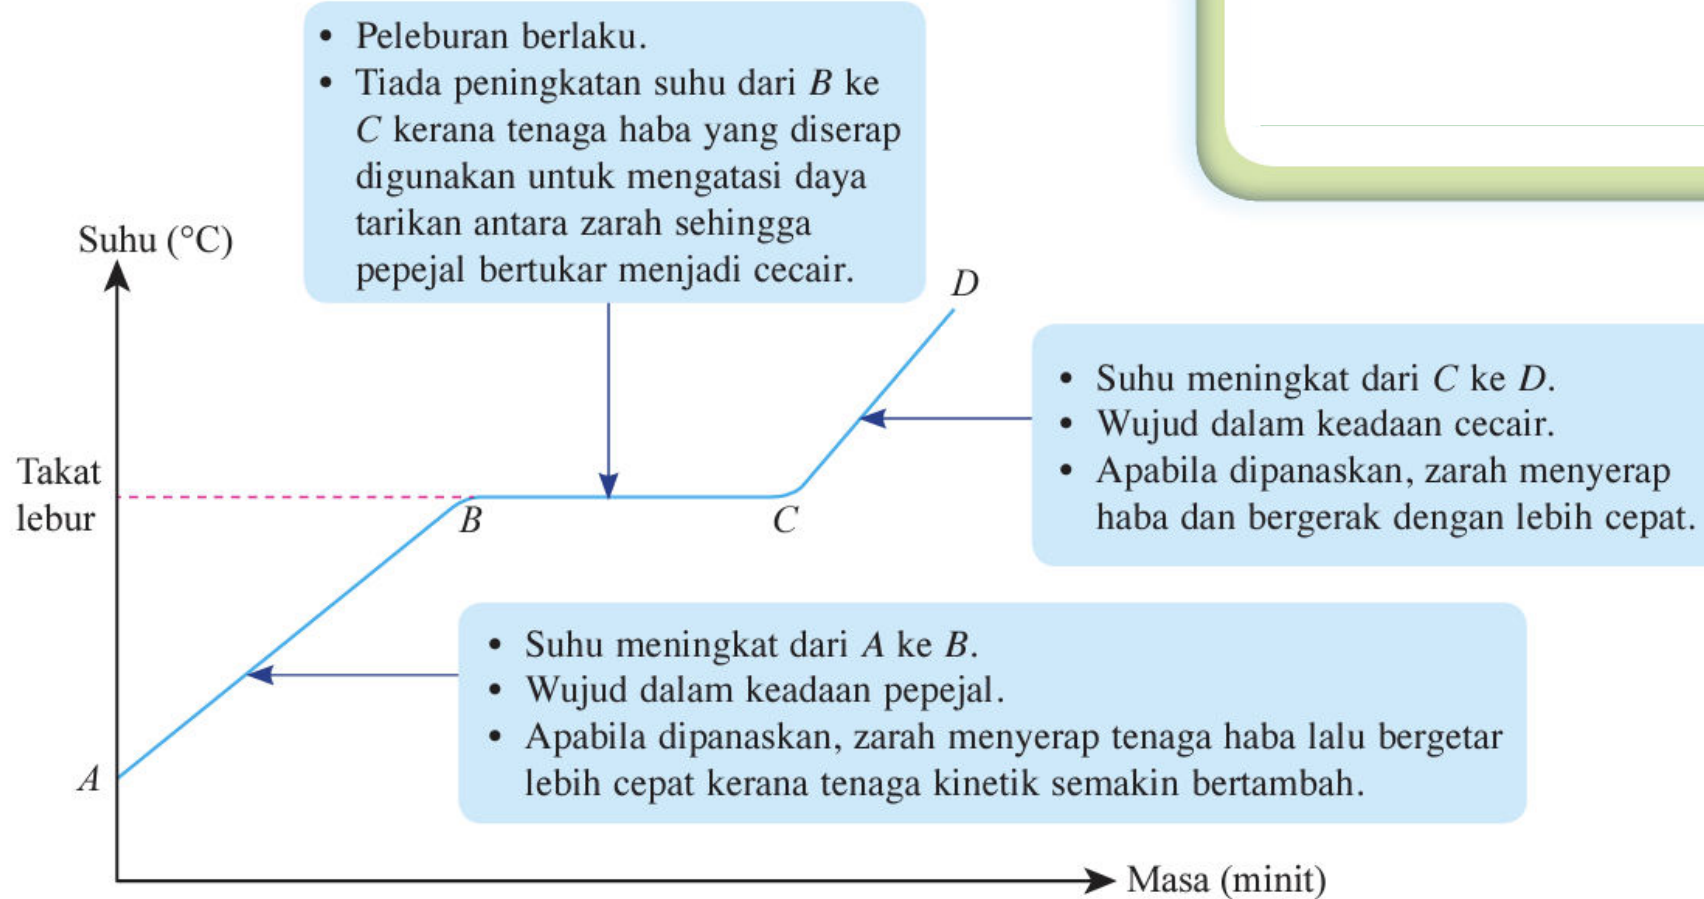 • Peleburan berlaku.
• Tiada peningkatan suhu dari B ke
C kerana tenaga haba yang diserap
digunakan untuk mengatasi daya
tarikan antara zarah sehingga
pepejal bertukar menjadi cecair.
Suhu (°C)
D
• Suhu meningkat dari C ke D.
• Wujud dalam keadaan cecair.
• Apabila dipanaskan, zarah menyerap
haba dan bergerak dengan lebih cepat.
Takat
lebur
B
C
• Suhu meningkat dari A ke B.
• Wujud dalam keadaan pepejal.
• Apabila dipanaskan, zarah menyerap tenaga haba lalu bergetar
lebih cepat kerana tenaga kinetik semakin bertambah.
A
Masa (minit)